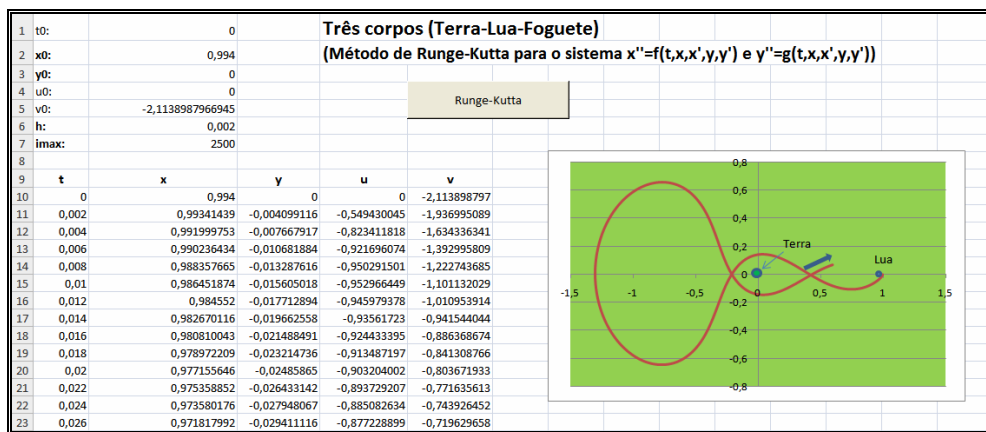 1 t0: 0 Três corpos (Terra-Lua-Foguete)
2 x0: 0,994 (Método de Runge-Kutta para o sistema x''=f(t,x,x',y,y') e y''=g(t,x,x',y,y'))
3 y0: 0
4 u0: 0
5 v0: -2,1138987966945
Runge-Kutta
6 h: 0,002
7 imax: 2500
8
9 t x y u v
10 0 0,994 0 0 -2,113898797
11 0,002 0,99341439 -0,004099116 -0,549430045 -1,936995089
12 0,004 0,991999753 -0,007667917 -0,823411818 -1,634336341
13 0,006 0,990236434 -0,010681884 -0,921696074 -1,392995809
14 0,008 0,988357665 -0,013287616 -0,950291501 -1,222743685
15 0,01 0,986451874 -0,015605018 -0,952966449 -1,101132029
16 0,012 0,984552 -0,017712894 -0,945979378 -1,010953914
17 0,014 0,982670116 -0,019662558 -0,93561723 -0,941544044
18 0,016 0,980810043 -0,021488491 -0,924433395 -0,886368674
19 0,018 0,978972209 -0,023214736 -0,913487197 -0,841308766
20 0,02 0,977155646 -0,02485865 -0,903204002 -0,803671933
21 0,022 0,975358852 -0,026433142 -0,893729207 -0,771635613
22 0,024 0,973580176 -0,027948067 -0,885082634 -0,743926452
23 0,026 0,971817992 -0,029411116 -0,877228899 -0,719629658
0,8
0,6
0,4
0,2
Terra
Lua
0
-1,5 -1 -0,5 0 0,5 1 1,5
-0,2
-0,4
-0,6
-0,8